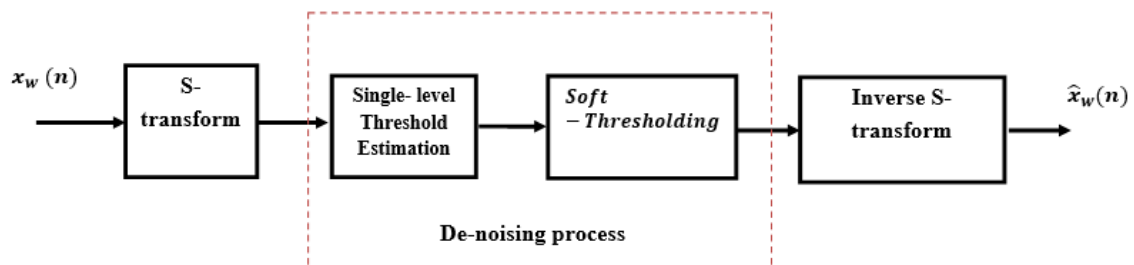 x_w (n)
S-
transform
Single- level
Threshold
Estimation
Soft
−Thresholding
Inverse S-
transform
x̂_w(n)
De-noising process